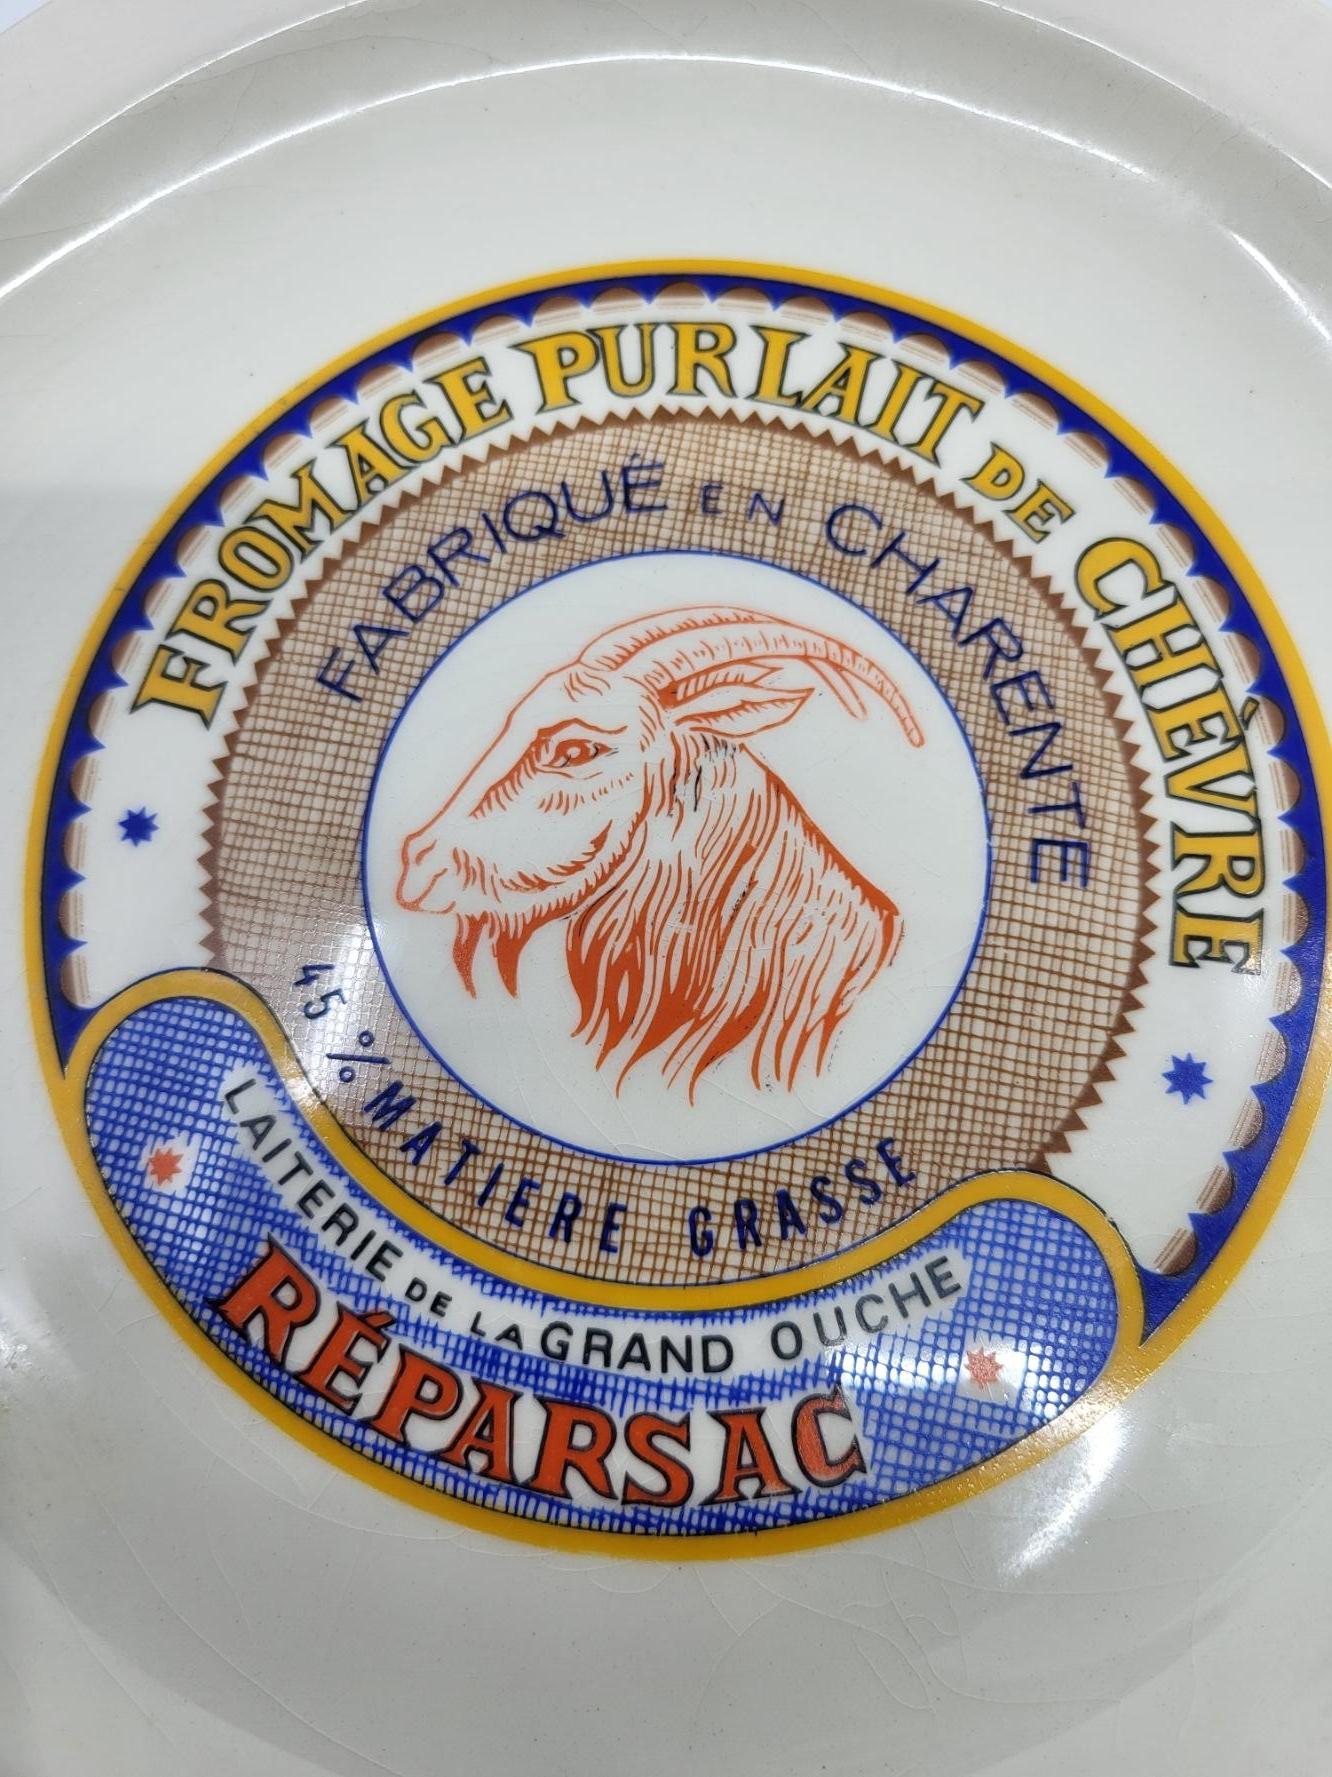 FROMAGE PUR LAIT DE CHÈVRE
FABRIQUÉ EN CHARENTE
45 % MATIERE GRASSE
LAITERIE DE LA GRAND OUCHE
RÉPARSAC